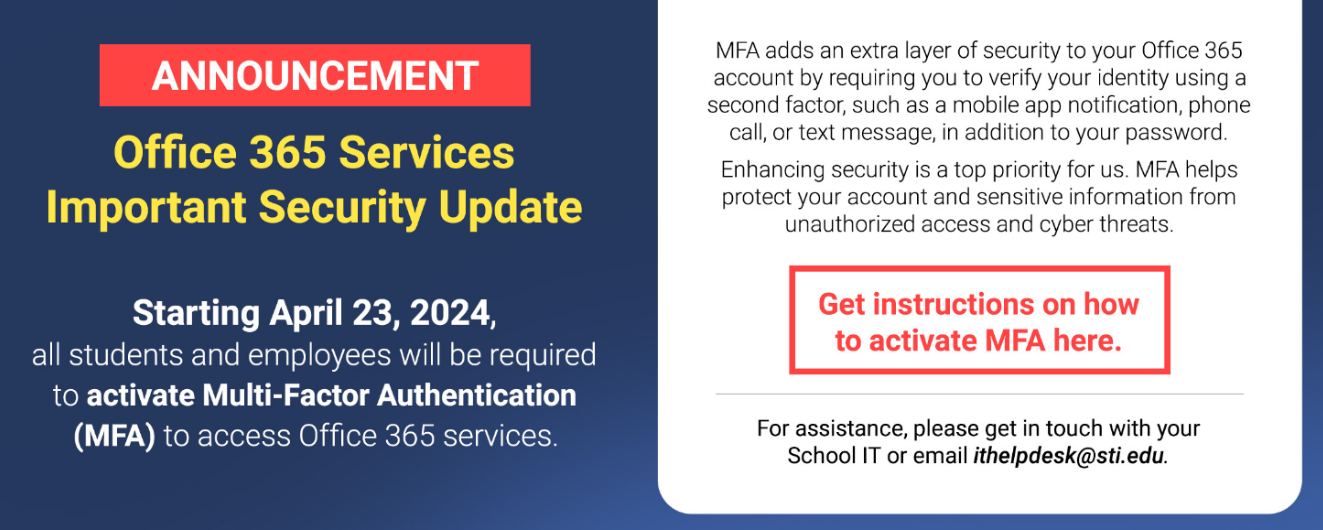 ANNOUNCEMENT
Office 365 Services
Important Security Update
Starting April 23, 2024,
all students and employees will be required
to activate Multi-Factor Authentication
(MFA) to access Office 365 services.
MFA adds an extra layer of security to your Office 365
account by requiring you to verify your identity using a
second factor, such as a mobile app notification, phone
call, or text message, in addition to your password.
Enhancing security is a top priority for us. MFA helps
protect your account and sensitive information from
unauthorized access and cyber threats.
Get instructions on how
to activate MFA here.
For assistance, please get in touch with your
School IT or email ithelpdesk@sti.edu.